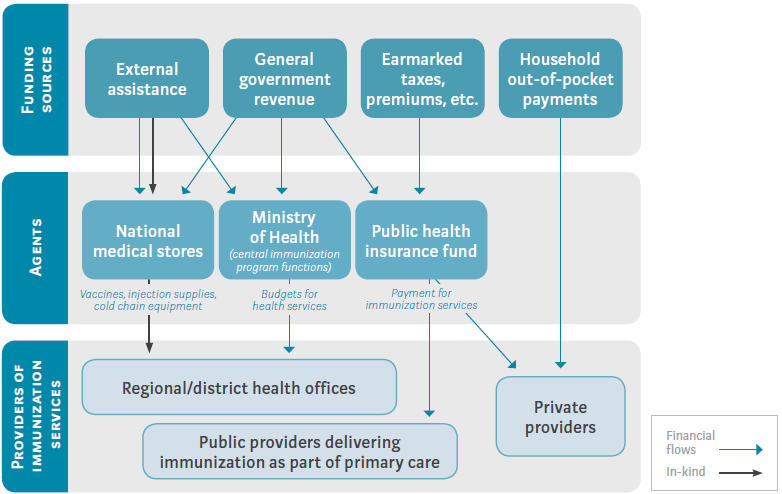 FUNDING
SOURCES
External
assistance
General
government
revenue
Earmarked
taxes,
premiums, etc.
Household
out-of-pocket
payments
AGENTS
National
medical stores
Ministry
of Health
(central immunization
program functions)
Public health
insurance fund
Vaccines, injection supplies,
cold chain equipment
Budgets for
health services
Payment for
immunization services
PROVIDERS OF
IMMUNIZATION
SERVICES
Regional/district health offices
Public providers delivering
immunization as part of primary care
Private
providers
Financial
flows
In-kind